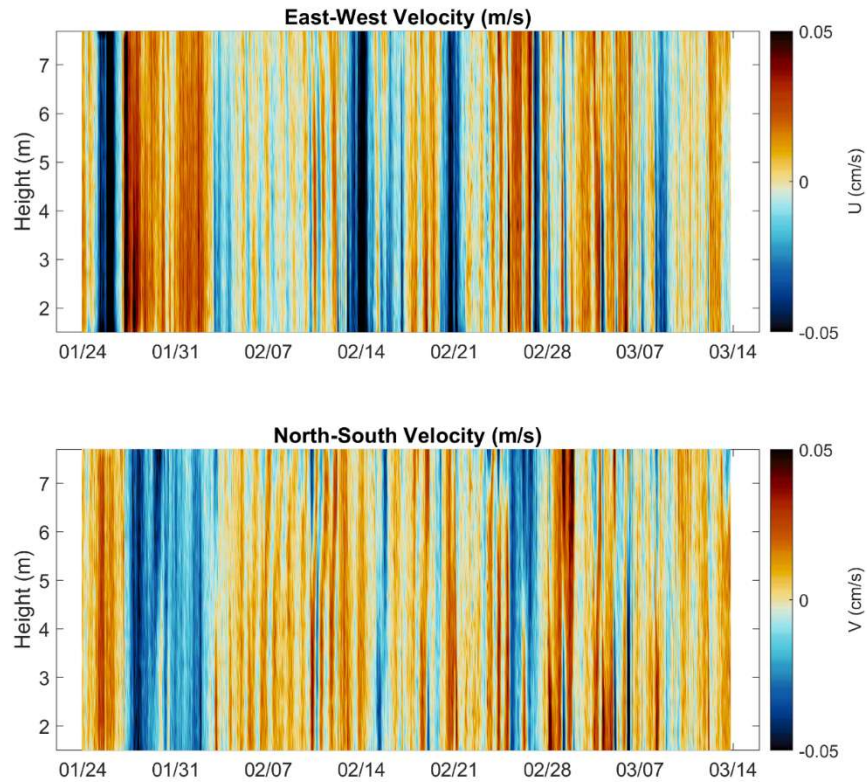 East-West Velocity (m/s)
Height (m)
7
6
5
4
3
2
01/24 01/31 02/07 02/14 02/21 02/28 03/07 03/14
0.05
0
-0.05
U (cm/s)
North-South Velocity (m/s)
Height (m)
7
6
5
4
3
2
01/24 01/31 02/07 02/14 02/21 02/28 03/07 03/14
0.05
0
-0.05
V (cm/s)